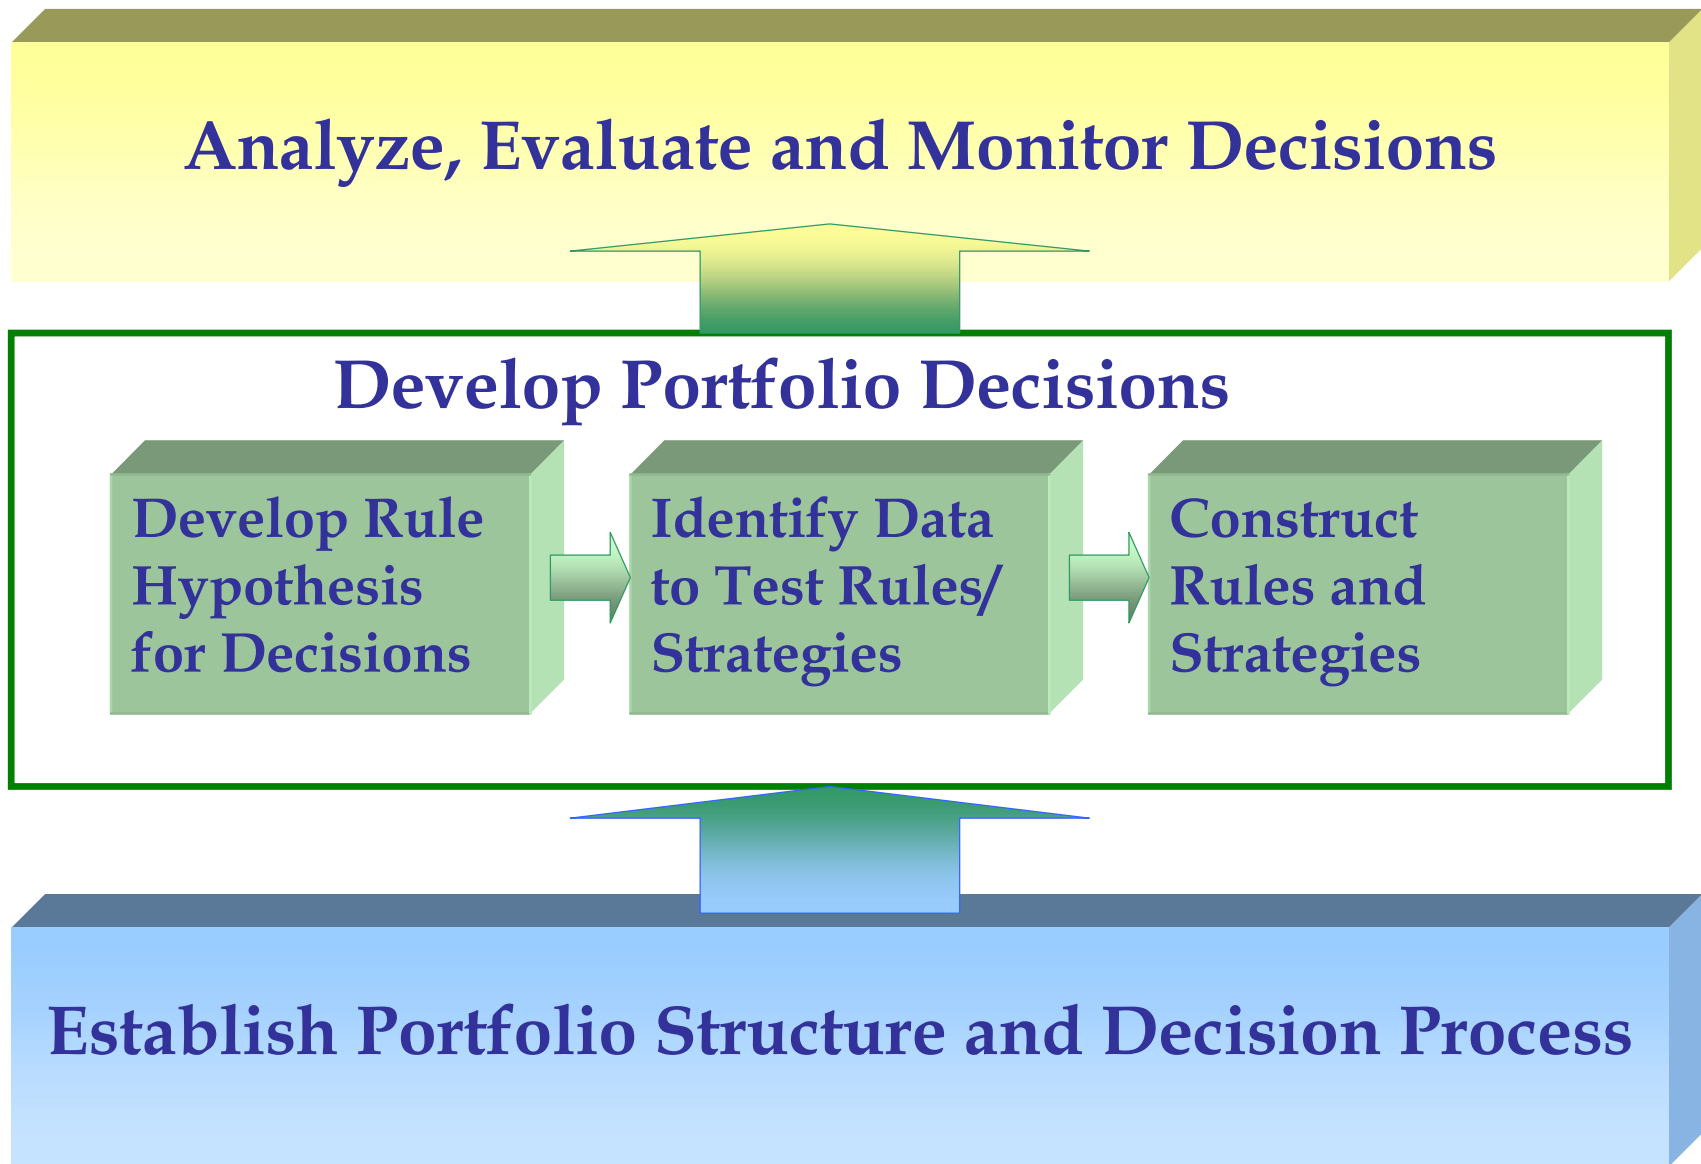 Analyze, Evaluate and Monitor Decisions
Develop Portfolio Decisions
Develop Rule
Hypothesis
for Decisions
Identify Data
to Test Rules/
Strategies
Construct
Rules and
Strategies
Establish Portfolio Structure and Decision Process